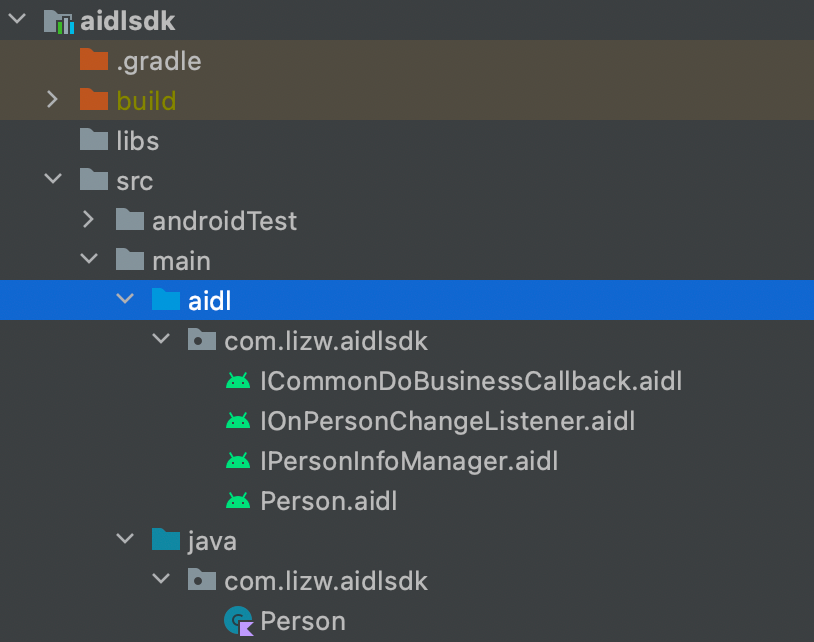 aidlsdk
.gradle
build
libs
src
androidTest
main
aidl
com.lizw.aidlsdk
ICommonDoBusinessCallback.aidl
IOnPersonChangeListener.aidl
IPersonInfoManager.aidl
Person.aidl
java
com.lizw.aidlsdk
Person